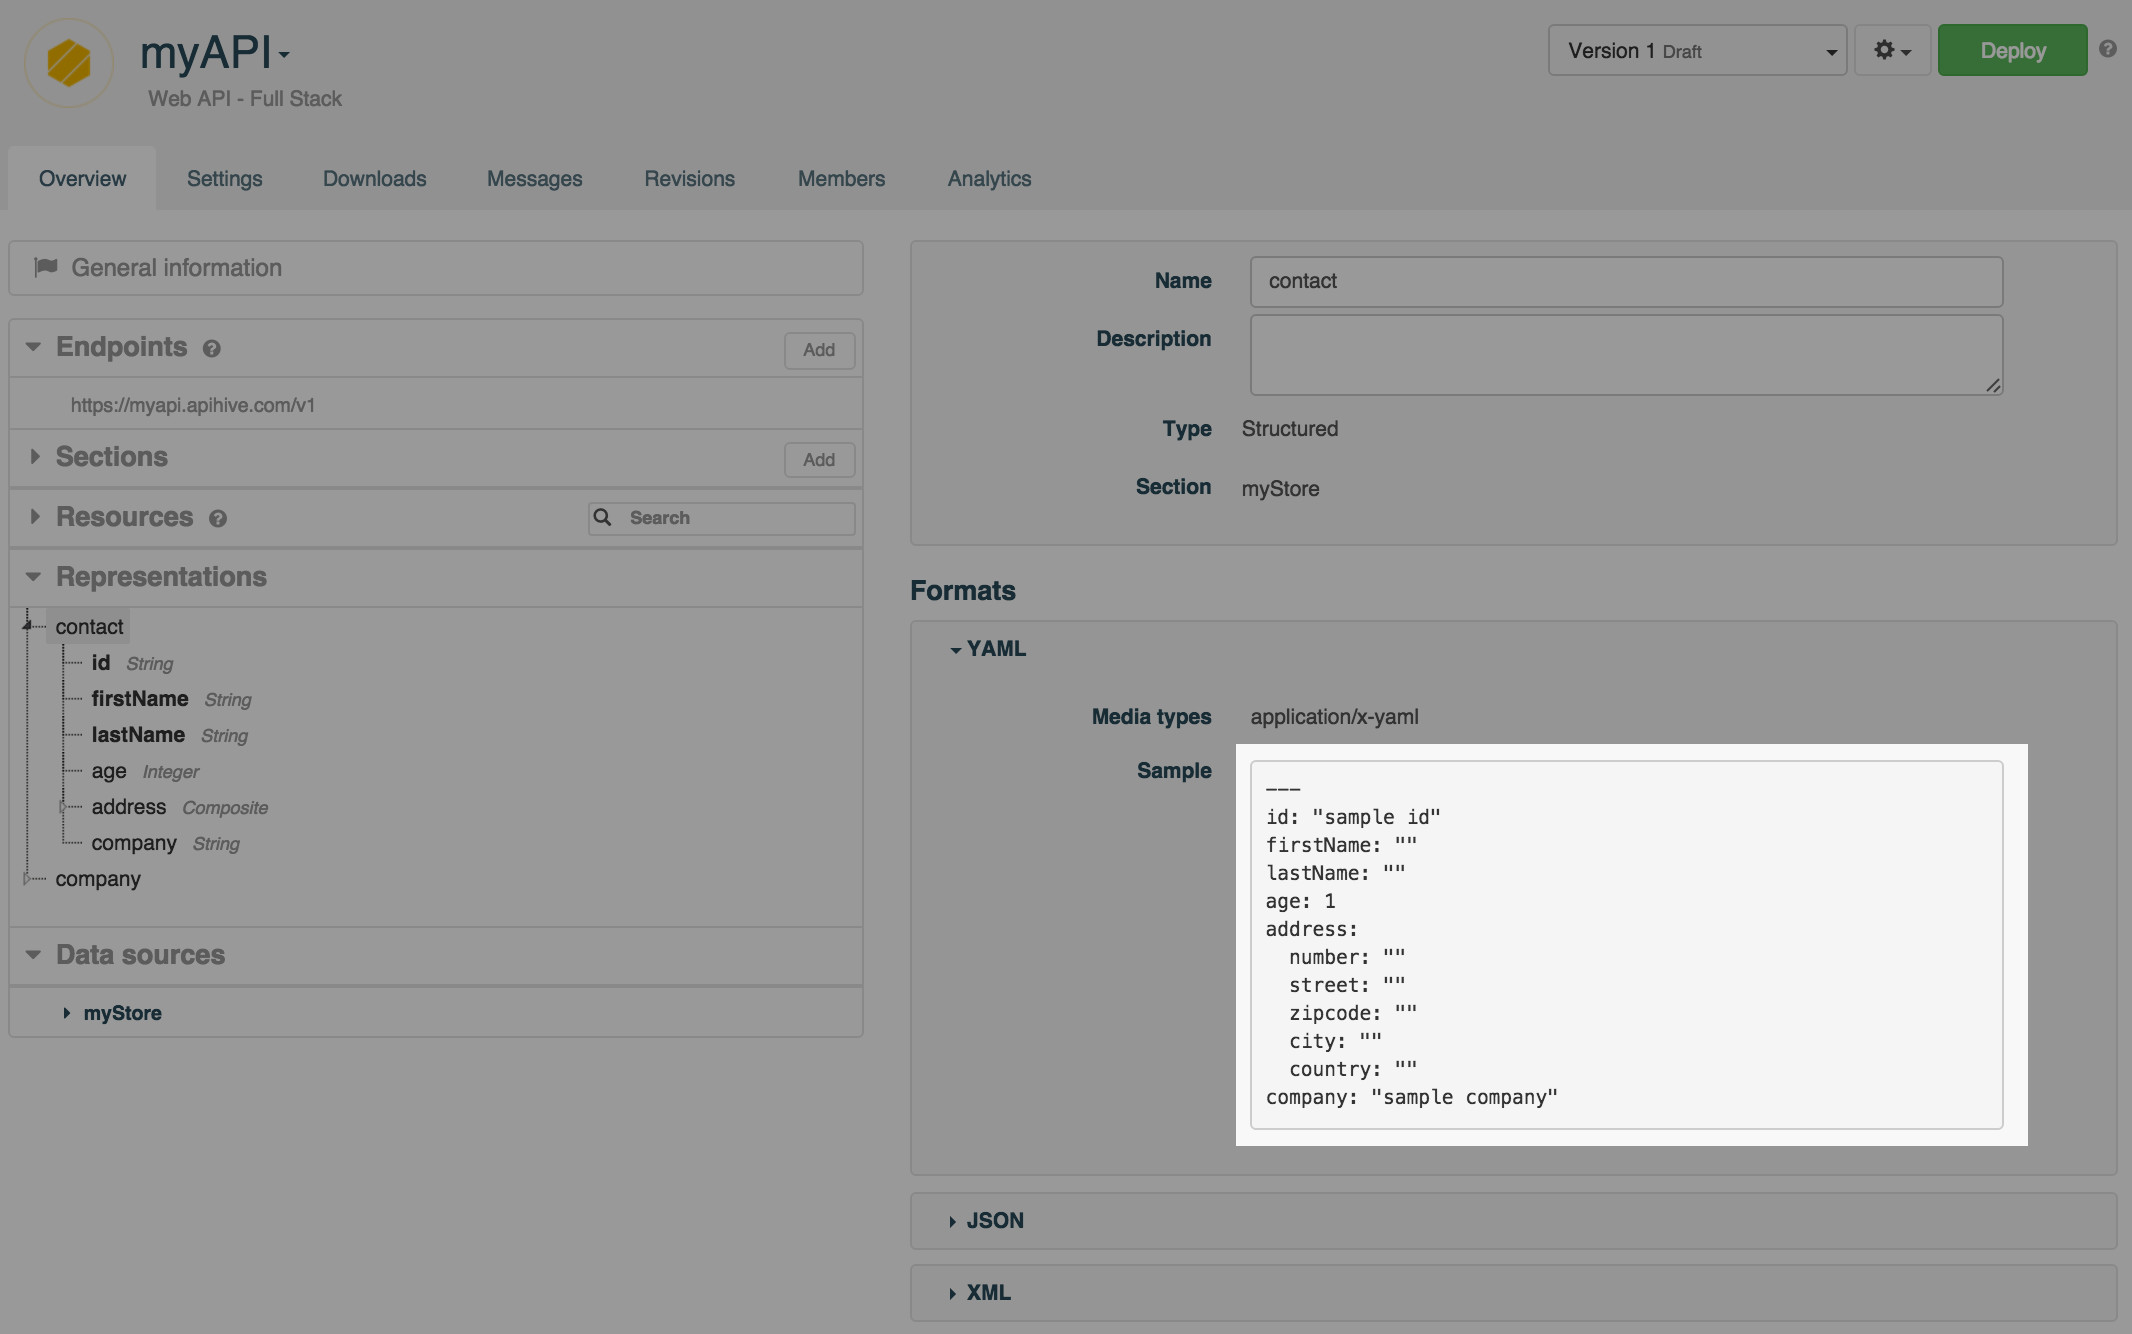 myAPI
Web API - Full Stack
Version 1 Draft
Deploy
Overview
Settings
Downloads
Messages
Revisions
Members
Analytics
General information
Endpoints
Add
https://myapi.apihive.com/v1
Sections
Add
Resources
Search
Representations
contact
id String
firstName String
lastName String
age Integer
address Composite
company String
company
Data sources
myStore
Name contact
Description
Type Structured
Section myStore
Formats
YAML
Media types application/x-yaml
Sample
---
id: "sample id"
firstName: ""
lastName: ""
age: 1
address:
  number: ""
  street: ""
  zipcode: ""
  city: ""
  country: ""
company: "sample company"
JSON
XML